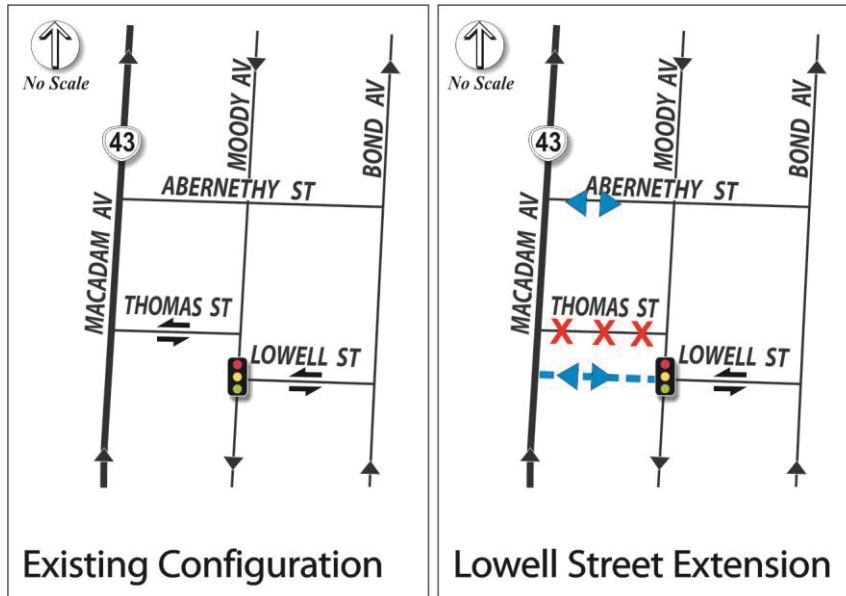 No Scale
43
MOODY AV
BOND AV
ABERNETHY ST
MACADAM AV
THOMAS ST
LOWELL ST
Existing Configuration
No Scale
43
MOODY AV
BOND AV
ABERNETHY ST
MACADAM AV
THOMAS ST
X X X
LOWELL ST
Lowell Street Extension